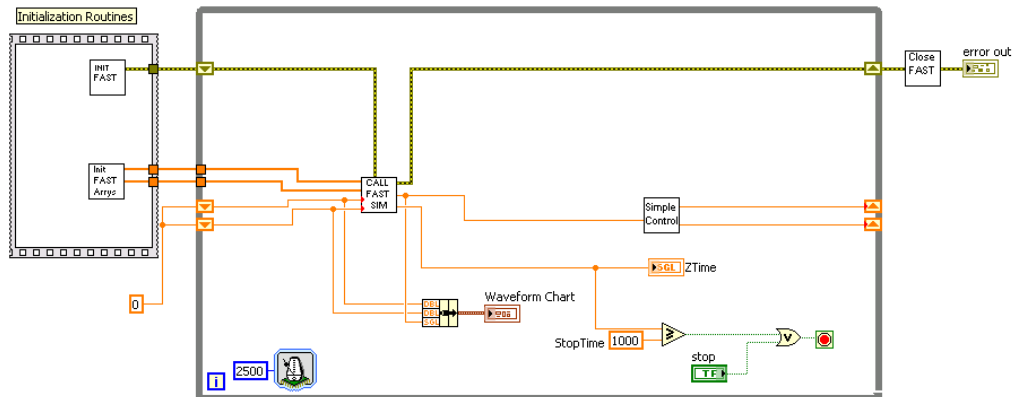 Initialization Routines
INIT
FAST
Init
FAST
Arrys
0
CALL
FAST
SIM
Simple
Control
Close
FAST
error out
SGL
ZTime
DBL
DBL
SGL
Waveform Chart
StopTime
1000
≥
V
stop
TF
2500
i